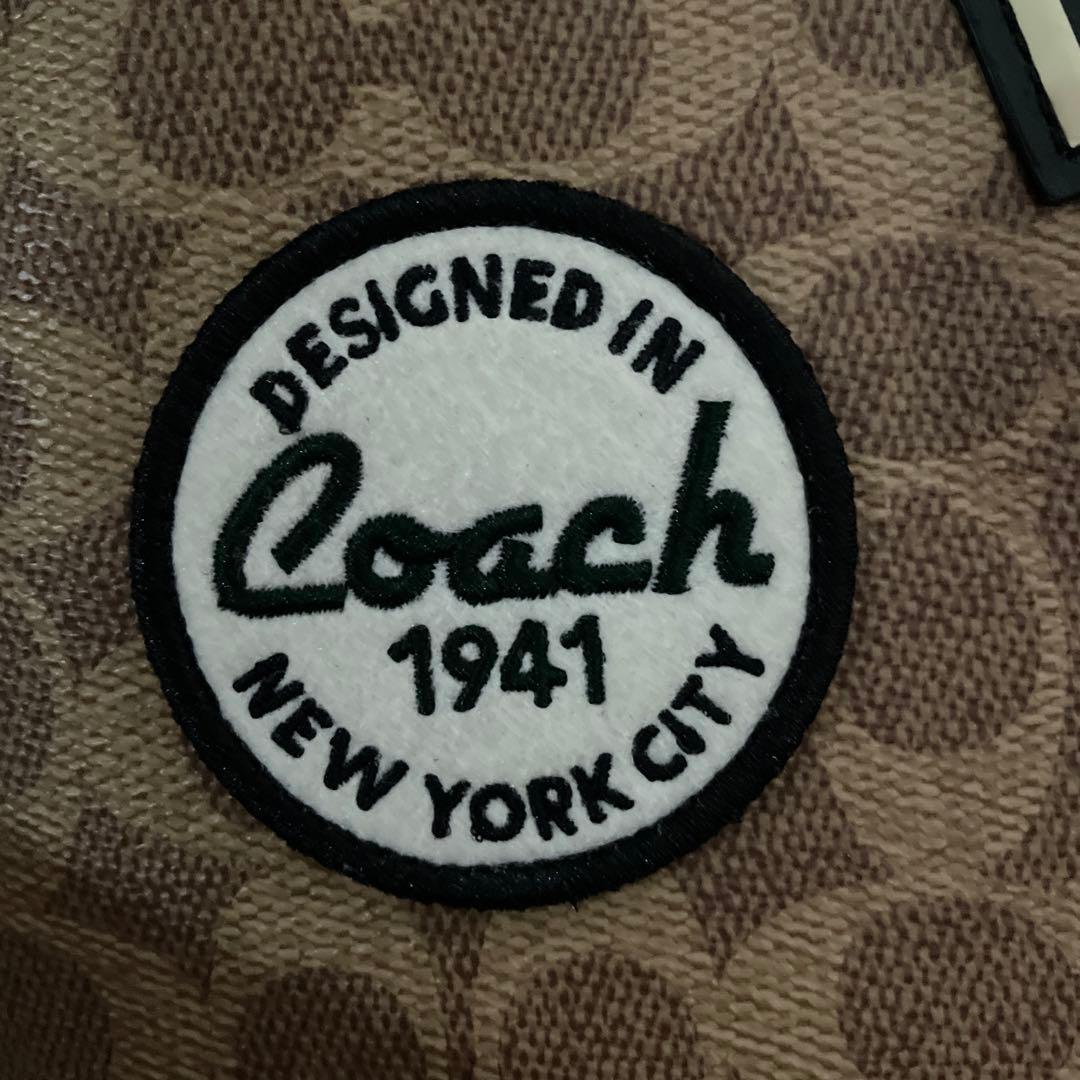 DESIGNED IN
Coach
1941
NEW YORK CITY